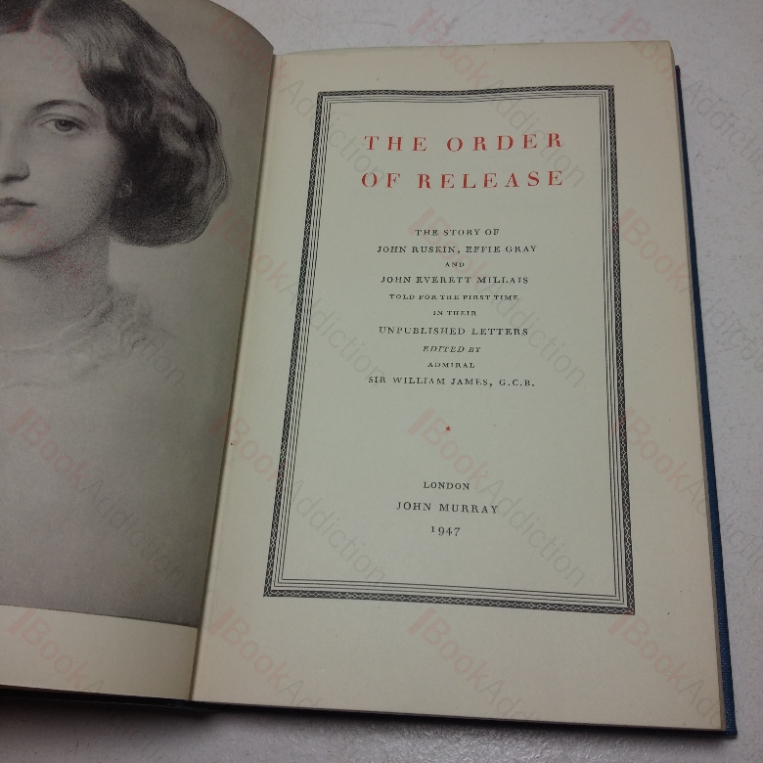 THE ORDER
OF RELEASE
THE STORY OF
JOHN RUSKIN, EFFIE GRAY
AND
JOHN EVERETT MILLAIS
TOLD FOR THE FIRST TIME
IN THEIR
UNPUBLISHED LETTERS
EDITED BY
ADMIRAL
SIR WILLIAM JAMES, G.C.B.
LONDON
JOHN MURRAY
1947
BookAddiction